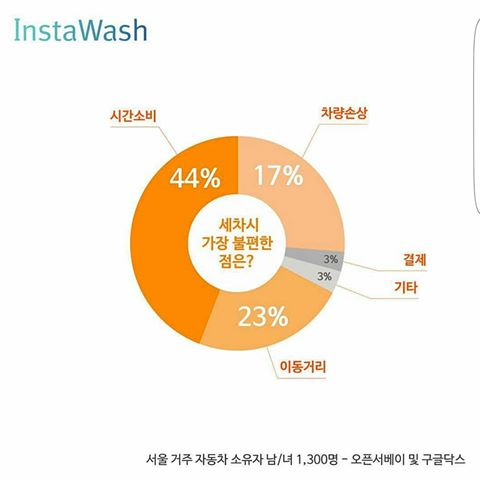 InstaWash
시간소비
차량손상
44%
17%
세차시
가장 불편한
점은?
3%
결제
3%
기타
23%
이동거리
서울 거주 자동차 소유자 남/녀 1,300명 – 오픈서베이 및 구글닥스